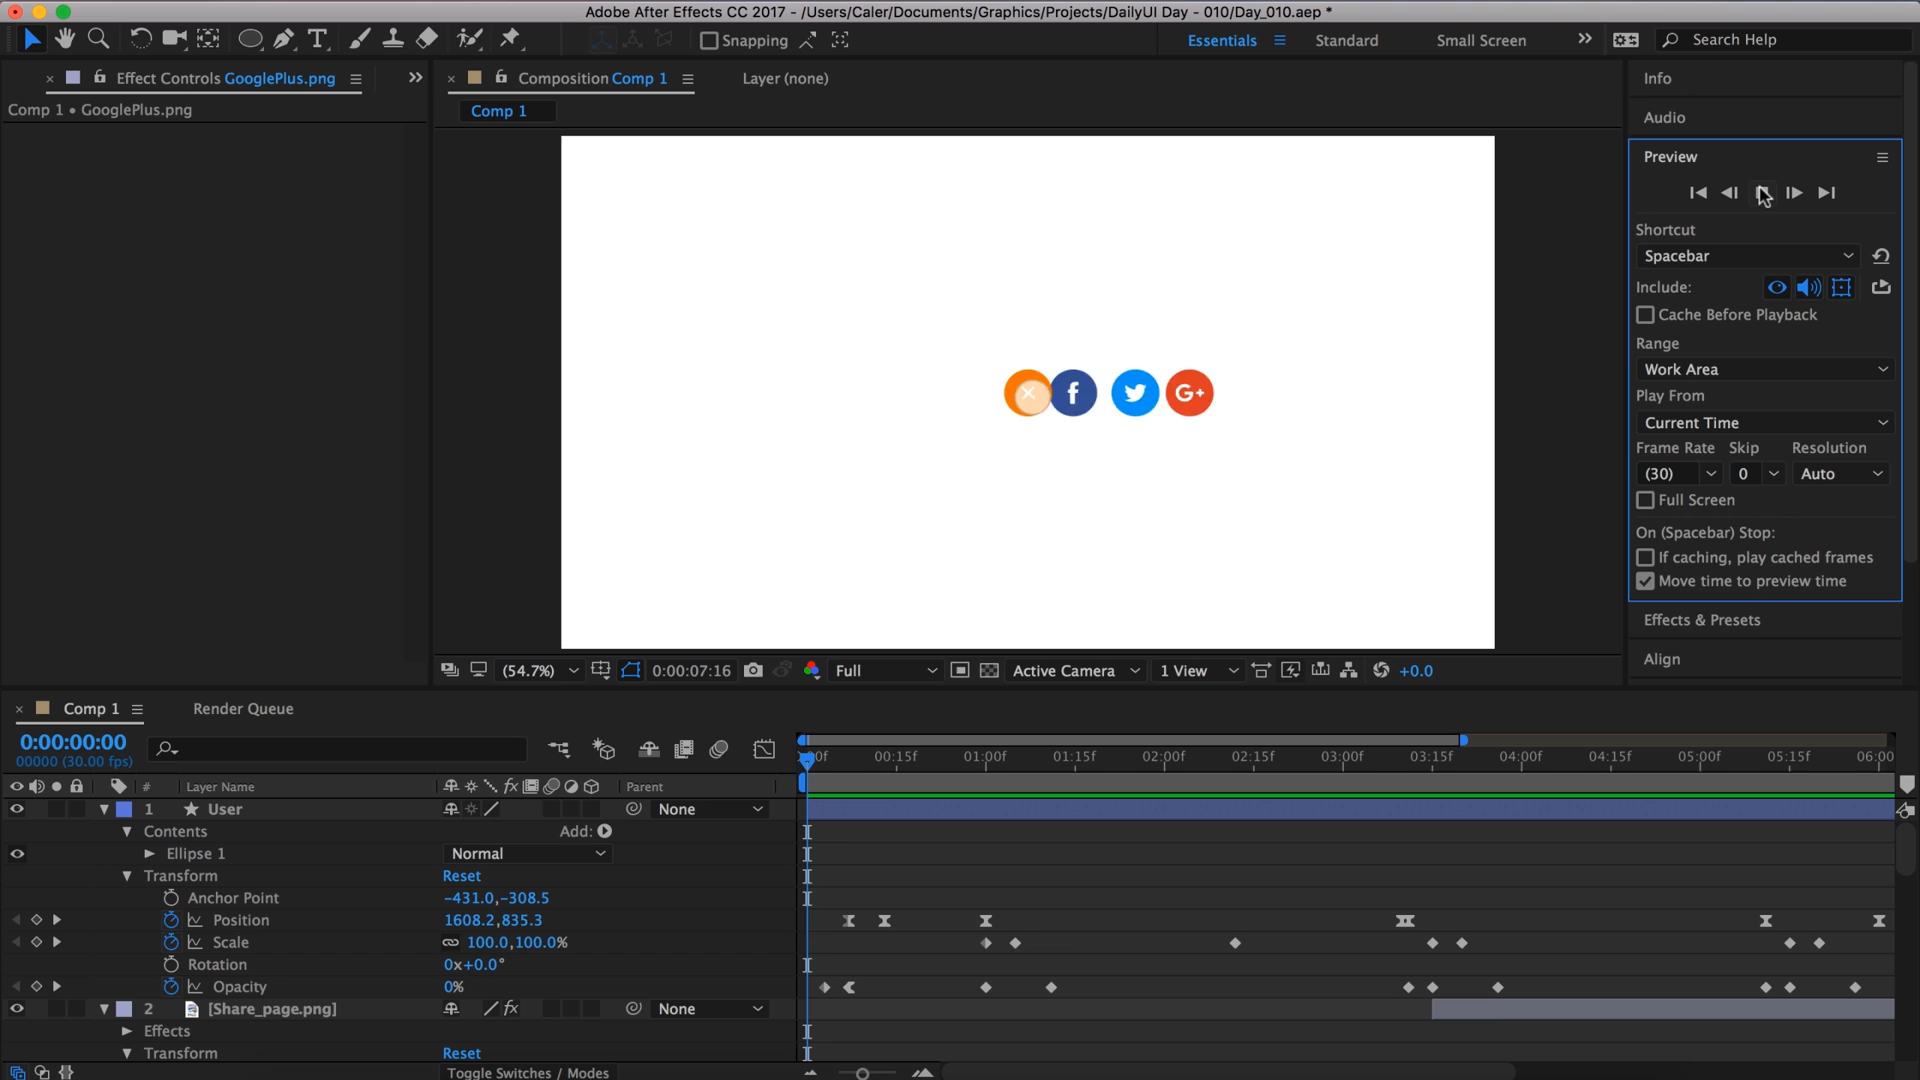 Adobe After Effects CC 2017 - /Users/Caler/Documents/Graphics/Projects/DailyUI Day - 010/Day_010.aep *
Snapping
Essentials
Standard
Small Screen
Search Help
Effect Controls GooglePlus.png
Composition Comp 1
Layer (none)
Comp 1 • GooglePlus.png
Comp 1
f
G+
Info
Audio
Preview
Shortcut
Spacebar
Include:
Cache Before Playback
Range
Work Area
Play From
Current Time
Frame Rate Skip Resolution
(30) 0 Auto
Full Screen
On (Spacebar) Stop:
If caching, play cached frames
Move time to preview time
Effects & Presets
Align
(54.7%) 0:00:07:16 Full Active Camera 1 View +0.0
Comp 1
Render Queue
0:00:00:00
00000 (30.00 fps)
00f 00:15f 01:00f 01:15f 02:00f 02:15f 03:00f 03:15f 04:00f 04:15f 05:00f 05:15f 06:00
# Layer Name fx Parent
1 User None
Contents Add:
Ellipse 1 Normal
Transform Reset
Anchor Point -431.0,-308.5
Position 1608.2,835.3
Scale 100.0,100.0%
Rotation 0x+0.0°
Opacity 0%
2 [Share_page.png] fx None
Effects
Transform Reset
Toggle Switches / Modes